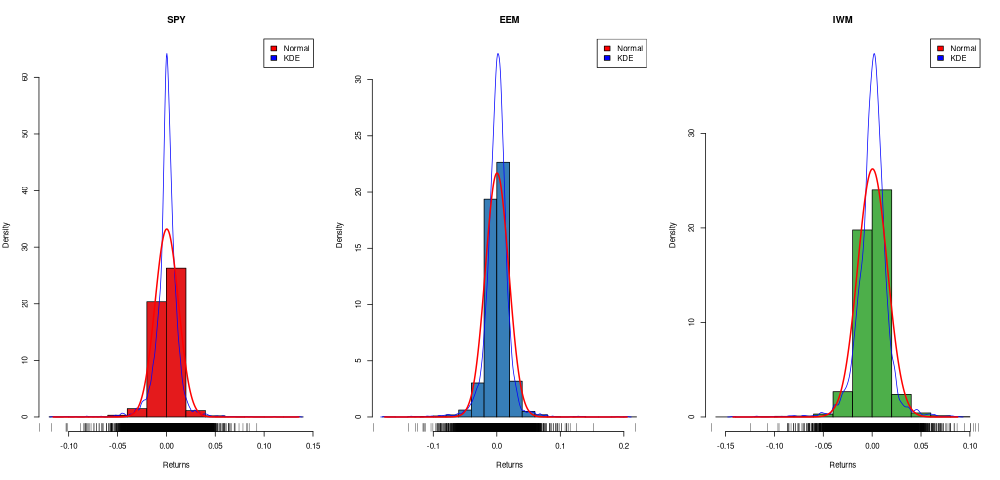 SPY
Normal
KDE
60
50
40
30
20
10
0
Density
-0.10
-0.05
0.00
0.05
0.10
0.15
Returns
EEM
Normal
KDE
30
25
20
15
10
5
0
Density
-0.1
0.0
0.1
0.2
Returns
IWM
Normal
KDE
30
20
10
0
Density
-0.15
-0.10
-0.05
0.00
0.05
0.10
Returns